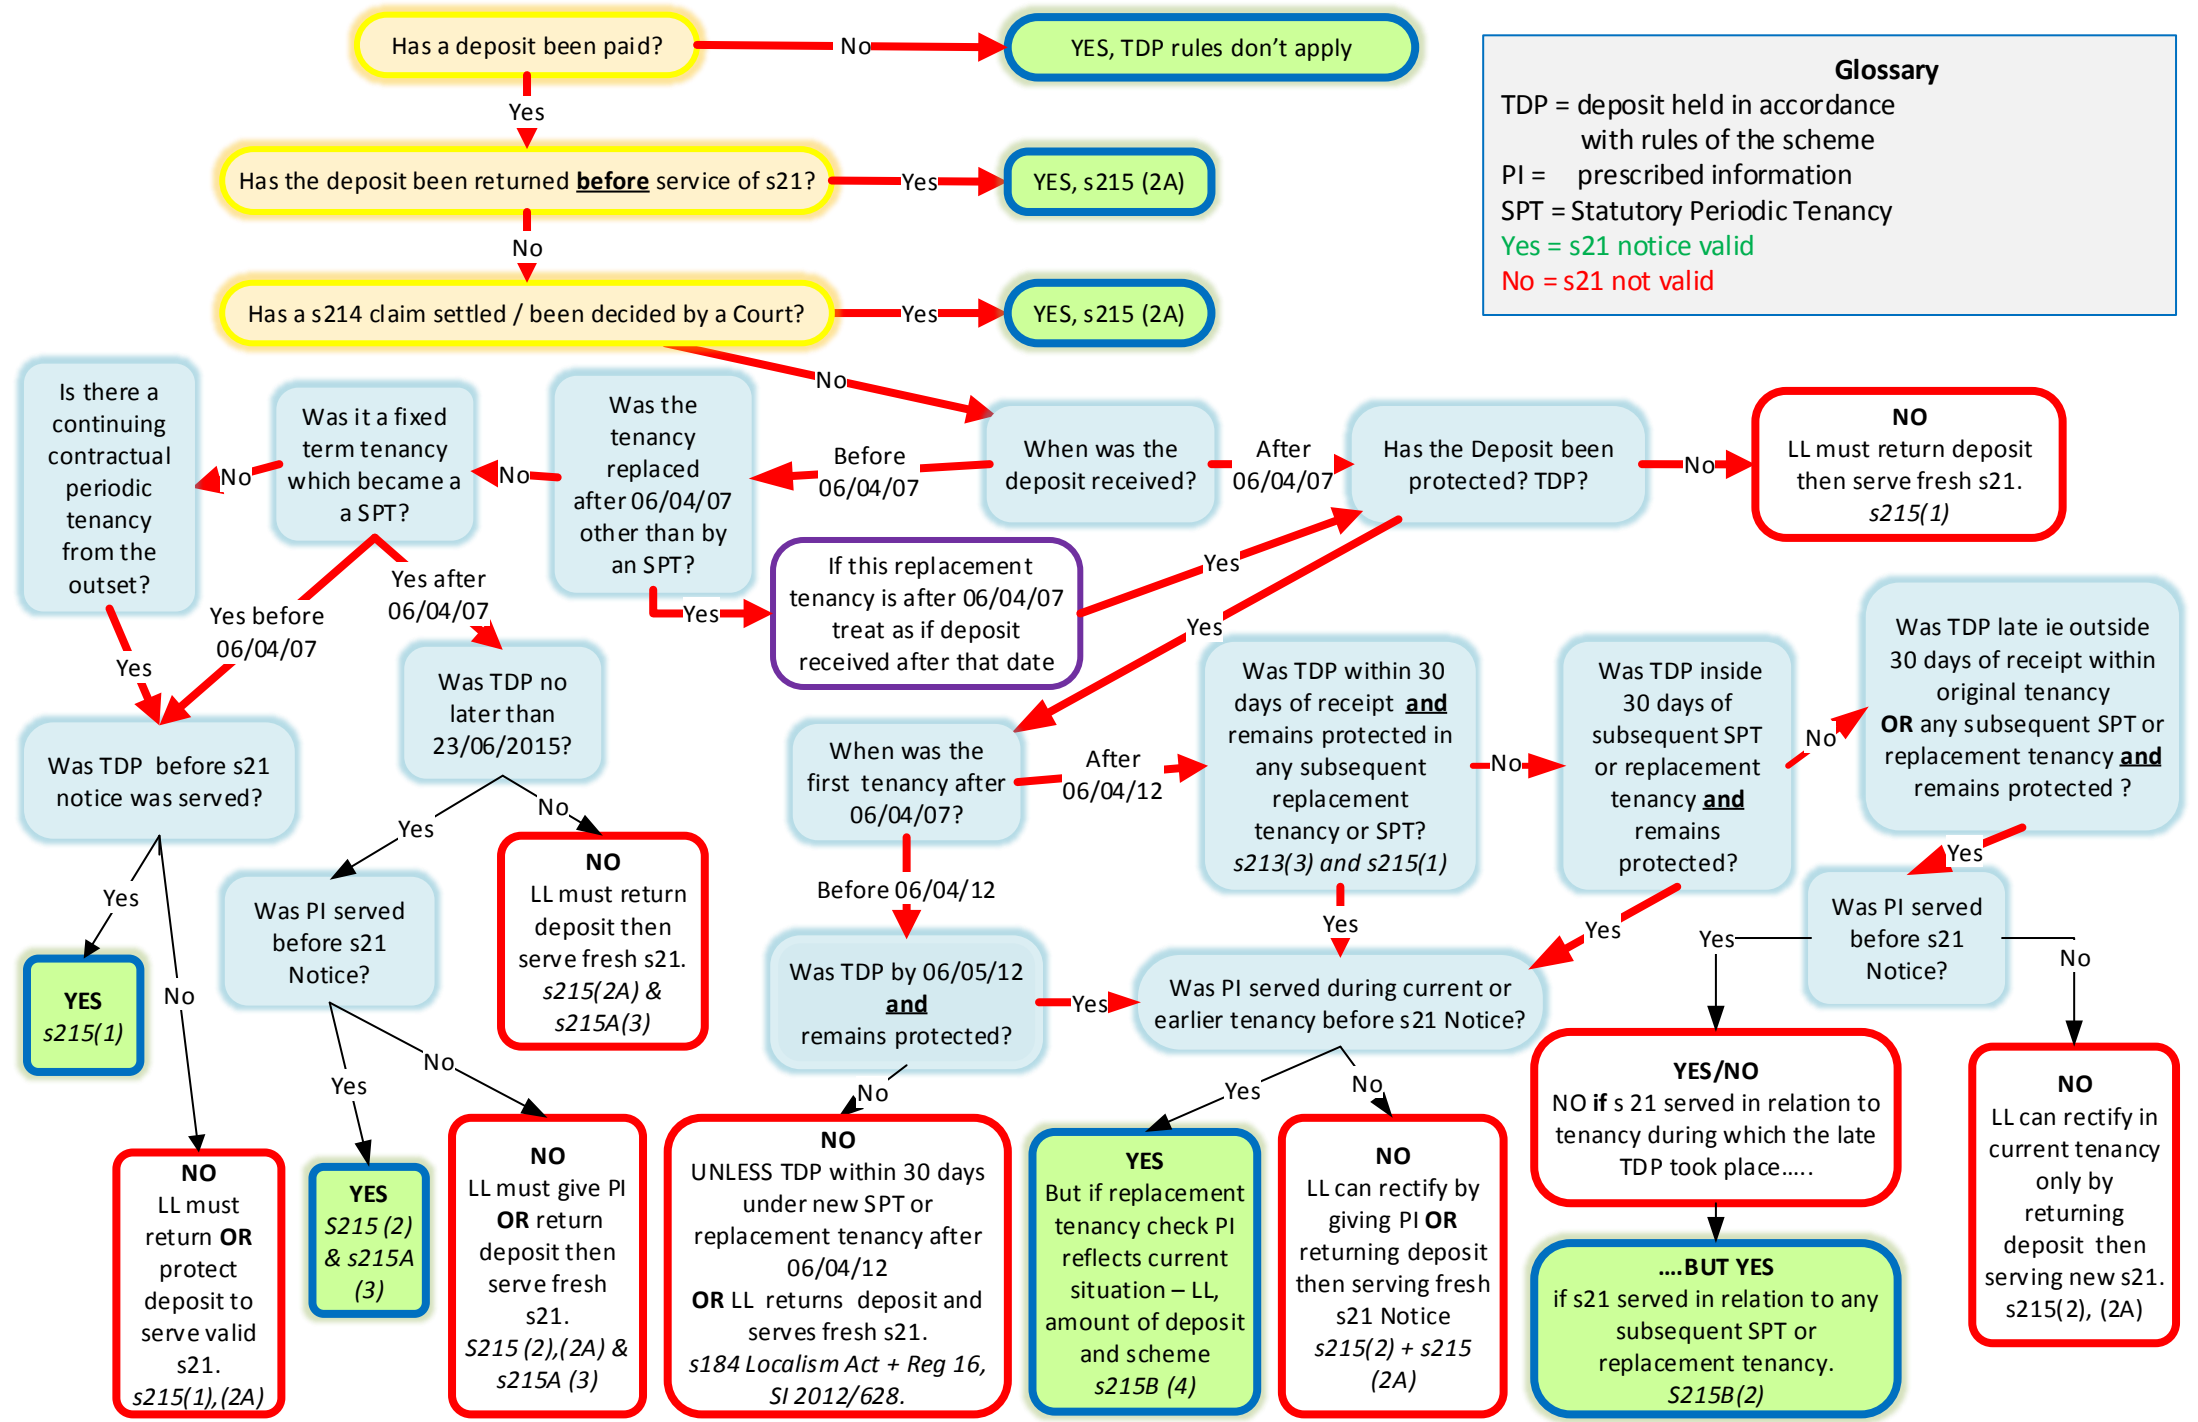 Has a deposit been paid?
No
YES, TDP rules don’t apply
Yes
Has the deposit been returned before service of s21?
Yes
YES, s215 (2A)
No
Has a s214 claim settled / been decided by a Court?
Yes
YES, s215 (2A)
No
Glossary
TDP = deposit held in accordance
with rules of the scheme
PI = prescribed information
SPT = Statutory Periodic Tenancy
Yes = s21 notice valid
No = s21 not valid
Is there a
continuing
contractual
periodic
tenancy
from the
outset?
No
Was it a fixed
term tenancy
which became a
a SPT?
No
Was the
tenancy
replaced
after 06/04/07
other than by
an SPT?
Before
06/04/07
When was the
deposit received?
After
06/04/07
Has the Deposit been
protected? TDP?
No
NO
LL must return deposit
then serve fresh s21.
s215(1)
Yes
Yes before
06/04/07
Yes after
06/04/07
Yes
If this replacement
tenancy is after 06/04/07
treat as if deposit
received after that date
Yes
Yes
Was TDP before s21
notice was served?
Was TDP no
later than
23/06/2015?
When was the
first tenancy after
06/04/07?
After
06/04/12
Was TDP within 30
days of receipt and
remains protected in
any subsequent
replacement
tenancy or SPT?
s213(3) and s215(1)
No
Was TDP inside
30 days of
subsequent SPT
or replacement
tenancy and
remains
protected?
No
Was TDP late ie outside
30 days of receipt within
original tenancy
OR any subsequent SPT or
replacement tenancy and
remains protected ?
Yes
No
Yes
No
NO
LL must return
deposit then
serve fresh s21.
s215(2A) &
s215A(3)
Before 06/04/12
Yes
Yes
Yes
Was PI served
before s21
Notice?
Was TDP by 06/05/12
and
remains protected?
Yes
Was PI served during current or
earlier tenancy before s21 Notice?
Was PI served
before s21
Notice?
Yes
No
YES
s215(1)
Yes
No
No
Yes
No
NO
LL must
return OR
protect
deposit to
serve valid
s21.
s215(1),(2A)
YES
S215 (2)
& s215A
(3)
NO
LL must give PI
OR return
deposit then
serve fresh
s21.
S215 (2),(2A) &
s215A (3)
NO
UNLESS TDP within 30 days
under new SPT or
replacement tenancy after
06/04/12
OR LL returns deposit and
serves fresh s21.
s184 Localism Act + Reg 16,
SI 2012/628.
YES
But if replacement
tenancy check PI
reflects current
situation – LL,
amount of deposit
and scheme
s215B (4)
NO
LL can rectify by
giving PI OR
returning deposit
then serving fresh
s21 Notice
s215(2) + s215
(2A)
YES/NO
NO if s 21 served in relation to
tenancy during which the late
TDP took place.....
....BUT YES
if s21 served in relation to any
subsequent SPT or
replacement tenancy.
S215B(2)
NO
LL can rectify in
current tenancy
only by
returning
deposit then
serving new s21.
s215(2), (2A)